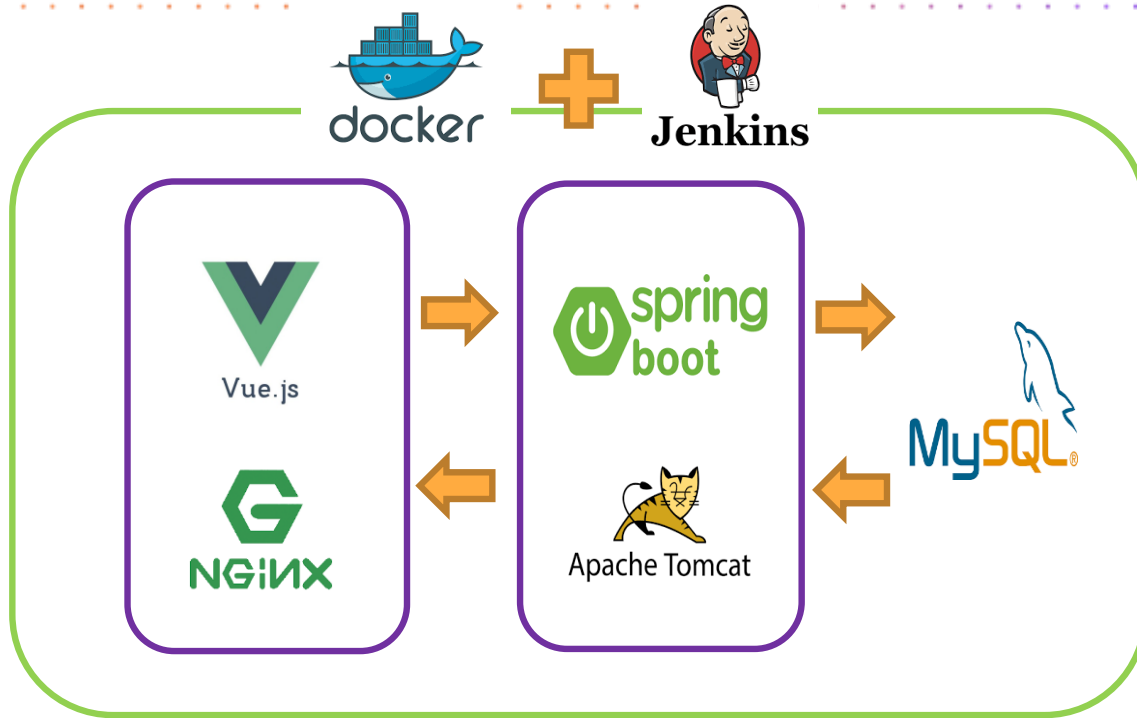 docker
Jenkins
Vue.js
NGiNX
spring
boot
Apache Tomcat
MySQL®